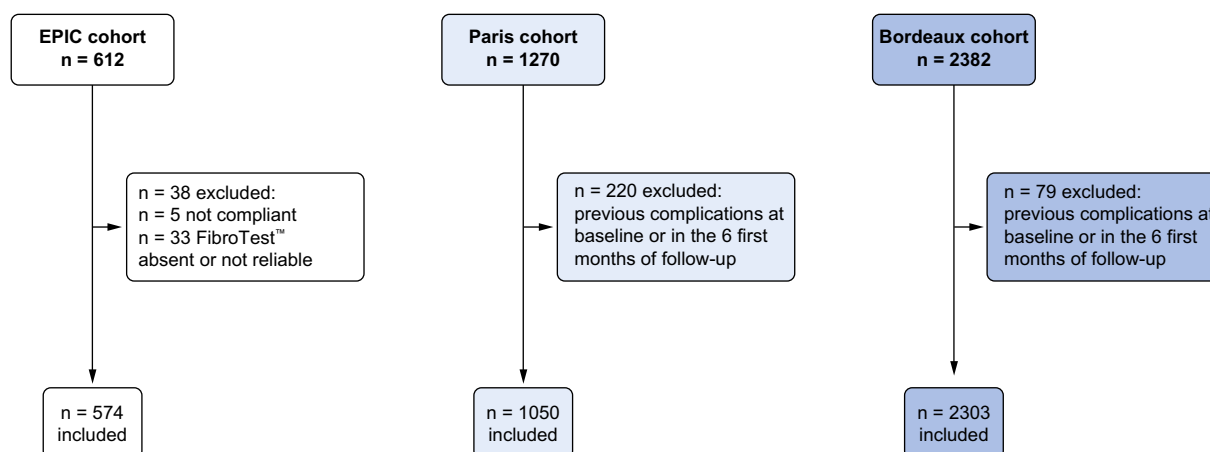 EPIC cohort
n = 612
n = 38 excluded:
n = 5 not compliant
n = 33 FibroTest™
absent or not reliable
n = 574
included
Paris cohort
n = 1270
n = 220 excluded:
previous complications at
baseline or in the 6 first
months of follow-up
n = 1050
included
Bordeaux cohort
n = 2382
n = 79 excluded:
previous complications at
baseline or in the 6 first
months of follow-up
n = 2303
included